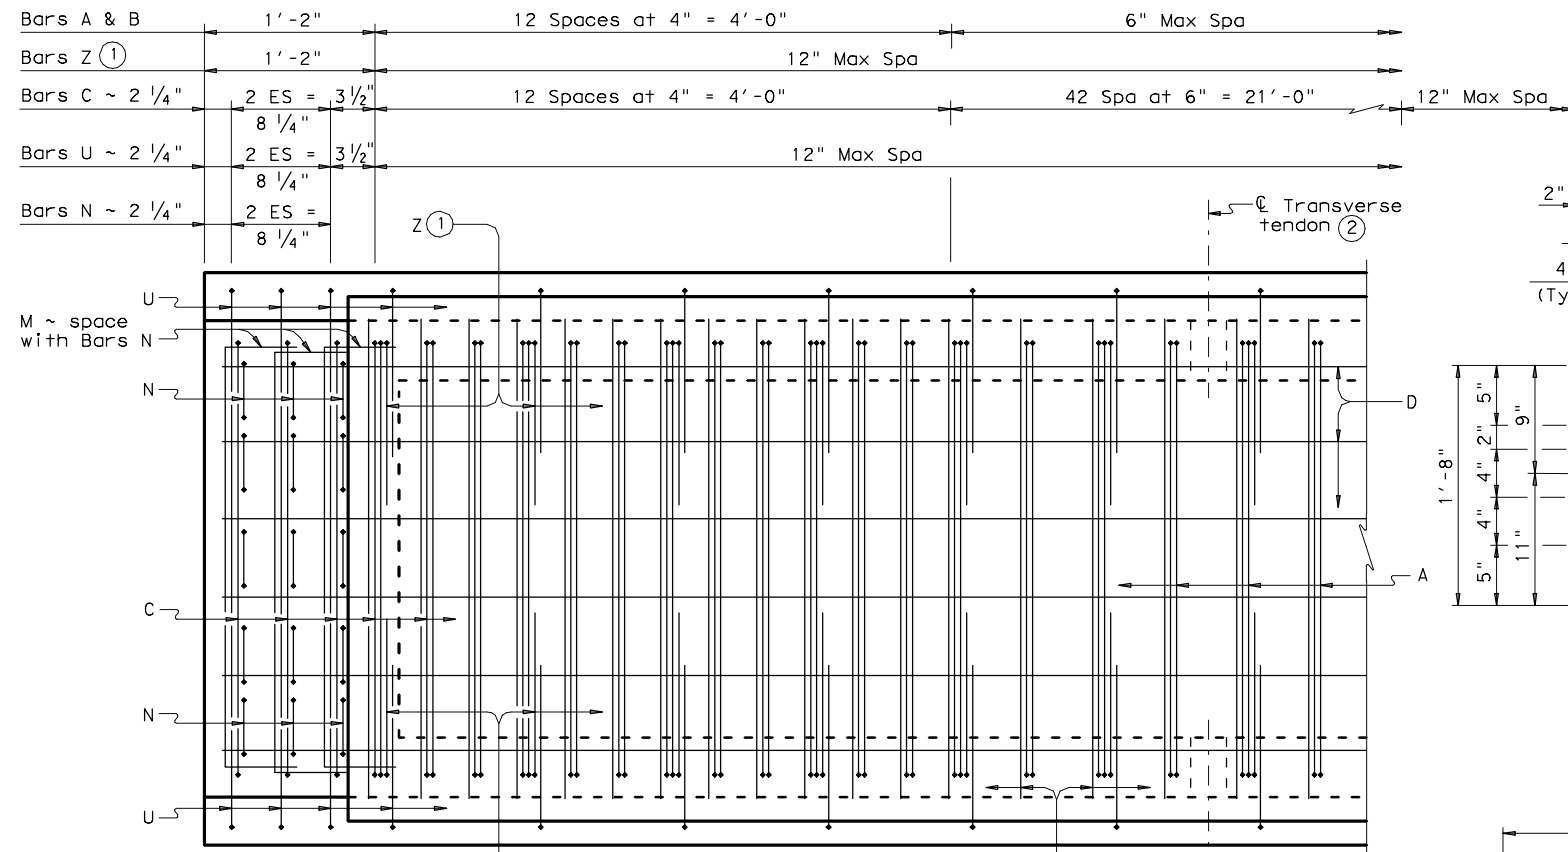 Bars A & B 1'-2" 12 Spaces at 4" = 4'-0" 6" Max Spa
Bars Z 1 1'-2" 12" Max Spa
Bars C ~ 2 1/4" 2 ES = 3 1/2" 12 Spaces at 4" = 4'-0" 42 Spa at 6" = 21'-0" 12" Max Spa
8 1/4"
Bars U ~ 2 1/4" 2 ES = 3 1/2" 12" Max Spa
8 1/4"
Bars N ~ 2 1/4" 2 ES =
8 1/4"
Z 1
℄ Transverse
tendon 2
2"
4
(Ty
U
M ~ space
with Bars N
N
D
C
A
N
U
1'-8"
5"
2"
4"
4"
5"
9"
11"